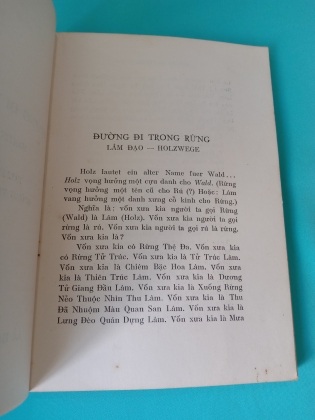 ĐƯỜNG ĐI TRONG RỪNG
LÂM ĐẠO — HOLZWEGE
Holz lautet ein alter Name fuer Wald...
Holz vọng hưởng một cựu danh cho Wald. (Rừng
vọng hưởng một tên cũ cho Rú (?) Hoặc: Lâm
vang hưởng một danh xưng cổ kính cho Rừng.)
Nghĩa là: vốn xưa kia người ta gọi Rừng
(Wald) là Lâm (Holz). Vốn xưa kia người ta gọi
rừng là rú. Vốn xưa kia rừng là rú, rú là rừng.
Vốn xưa kia là?
Vốn xưa kia có Rừng Thệ Đa. Vốn xưa kia
có Rừng Tử Trúc. Vốn xưa kia là Tử Trúc Lâm.
Vốn xưa kia là Chiêm Bặc Hoa Lâm. Vốn xưa
kia là Thiên Trúc Lâm. Vốn xưa kia là Dương
Tử Giang Đầu Lâm. Vốn xưa kia là Xuống Rừng
Nẻo Thuộc Nhìn Thu Lâm. Vốn xưa kia là Thu
Đã Nhuộm Màu Quan San Lâm. Vốn xưa kia là
Lưng Đèo Quán Dựng Lâm. Vốn xưa kia là Mưa